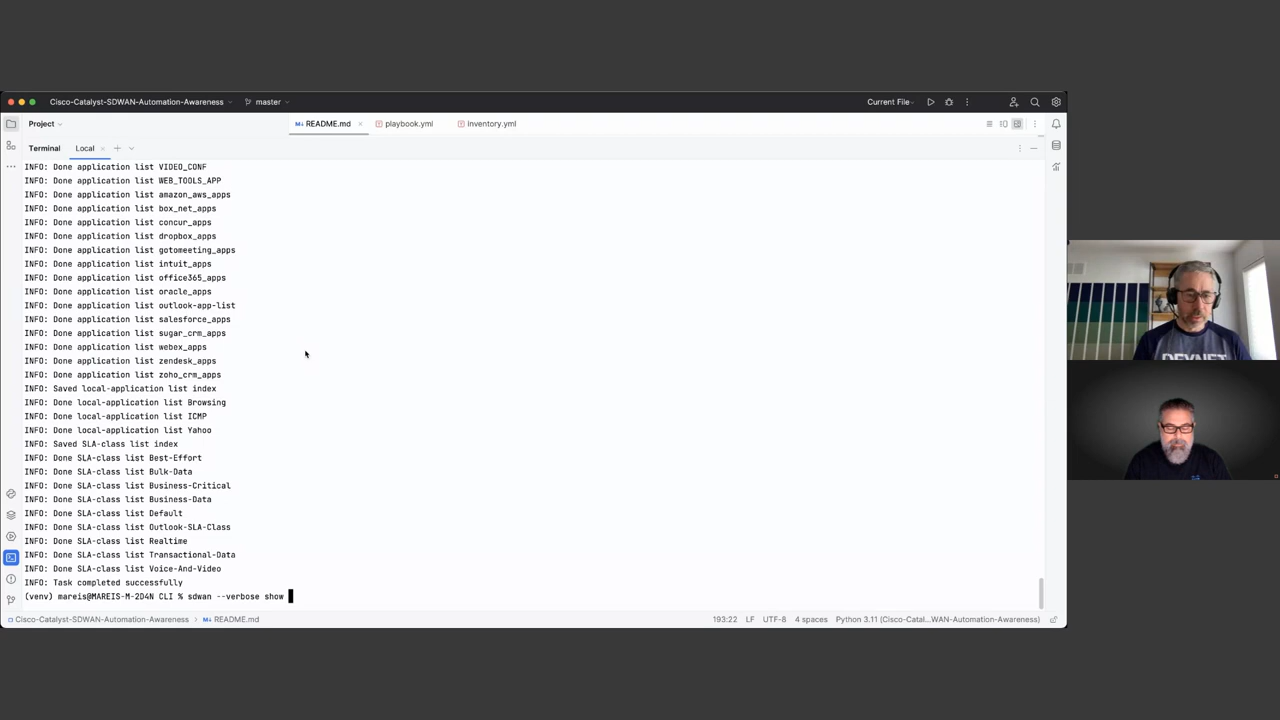 Cisco-Catalyst-SDWAN-Automation-Awareness master Current File
Project README.md playbook.yml inventory.yml
Terminal Local
INFO: Done application list VIDEO_CONF
INFO: Done application list WEB_TOOLS_APP
INFO: Done application list amazon_aws_apps
INFO: Done application list box_net_apps
INFO: Done application list concur_apps
INFO: Done application list dropbox_apps
INFO: Done application list gotomeeting_apps
INFO: Done application list intuit_apps
INFO: Done application list office365_apps
INFO: Done application list oracle_apps
INFO: Done application list outlook-app-list
INFO: Done application list salesforce_apps
INFO: Done application list sugar_crm_apps
INFO: Done application list webex_apps
INFO: Done application list zendesk_apps
INFO: Done application list zoho_crm_apps
INFO: Saved local-application list index
INFO: Done local-application list Browsing
INFO: Done local-application list ICMP
INFO: Done local-application list Yahoo
INFO: Saved SLA-class list index
INFO: Done SLA-class list Best-Effort
INFO: Done SLA-class list Bulk-Data
INFO: Done SLA-class list Business-Critical
INFO: Done SLA-class list Business-Data
INFO: Done SLA-class list Default
INFO: Done SLA-class list Outlook-SLA-Class
INFO: Done SLA-class list Realtime
INFO: Done SLA-class list Transactional-Data
INFO: Done SLA-class list Voice-And-Video
INFO: Task completed successfully
(venv) mareis@MAREIS-M-2D4N CLI % sdwan --verbose show
Cisco-Catalyst-SDWAN-Automation-Awareness > README.md 193:22 LF UTF-8 4 spaces Python 3.11 (Cisco-Catal...WAN-Automation-Awareness)
DEVNET